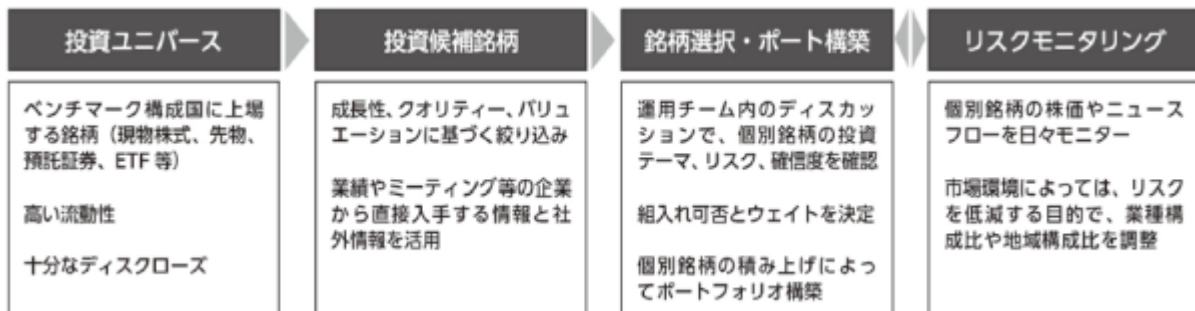 投資ユニバース
ベンチマーク構成国に上場
する銘柄（現物株式、先物、
預託証券、ETF 等）
高い流動性
十分なディスクローズ
投資候補銘柄
成長性、クオリティー、バリュ
エーションに基づく絞り込み
業績やミーティング等の企業
から直接入手する情報と社
外情報を活用
銘柄選択・ポート構築
運用チーム内のディスカッ
ションで、個別銘柄の投資
テーマ、リスク、確信度を確認
組入れ可否とウェイトを決定
個別銘柄の積み上げによっ
てポートフォリオ構築
リスクモニタリング
個別銘柄の株価やニュース
フローを日々モニター
市場環境によっては、リスク
を低減する目的で、業種構
成比や地域構成比を調整